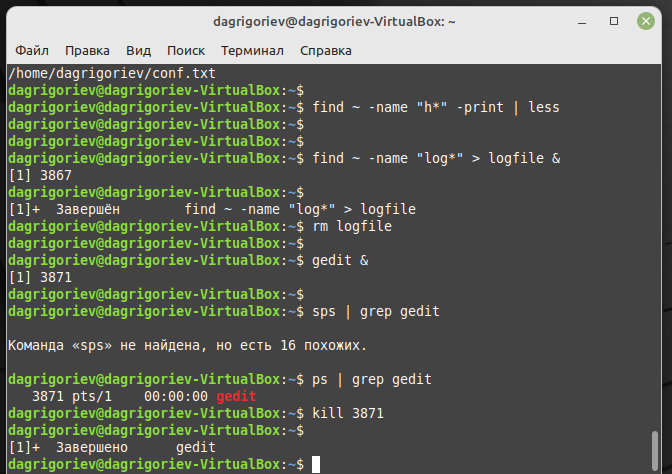 dagrigoriev@dagrigoriev-VirtualBox: ~
Файл Правка Вид Поиск Терминал Справка
/home/dagrigoriev/conf.txt
dagrigoriev@dagrigoriev-VirtualBox:~$
dagrigoriev@dagrigoriev-VirtualBox:~$ find ~ -name "h*" -print | less
dagrigoriev@dagrigoriev-VirtualBox:~$
dagrigoriev@dagrigoriev-VirtualBox:~$
dagrigoriev@dagrigoriev-VirtualBox:~$ find ~ -name "log*" > logfile &
[1] 3867
dagrigoriev@dagrigoriev-VirtualBox:~$
[1]+  Завершён        find ~ -name "log*" > logfile
dagrigoriev@dagrigoriev-VirtualBox:~$ rm logfile
dagrigoriev@dagrigoriev-VirtualBox:~$
dagrigoriev@dagrigoriev-VirtualBox:~$ gedit &
[1] 3871
dagrigoriev@dagrigoriev-VirtualBox:~$
dagrigoriev@dagrigoriev-VirtualBox:~$ sps | grep gedit
Команда «sps» не найдена, но есть 16 похожих.
dagrigoriev@dagrigoriev-VirtualBox:~$ ps | grep gedit
   3871 pts/1    00:00:00 gedit
dagrigoriev@dagrigoriev-VirtualBox:~$ kill 3871
dagrigoriev@dagrigoriev-VirtualBox:~$
[1]+  Завершено      gedit
dagrigoriev@dagrigoriev-VirtualBox:~$